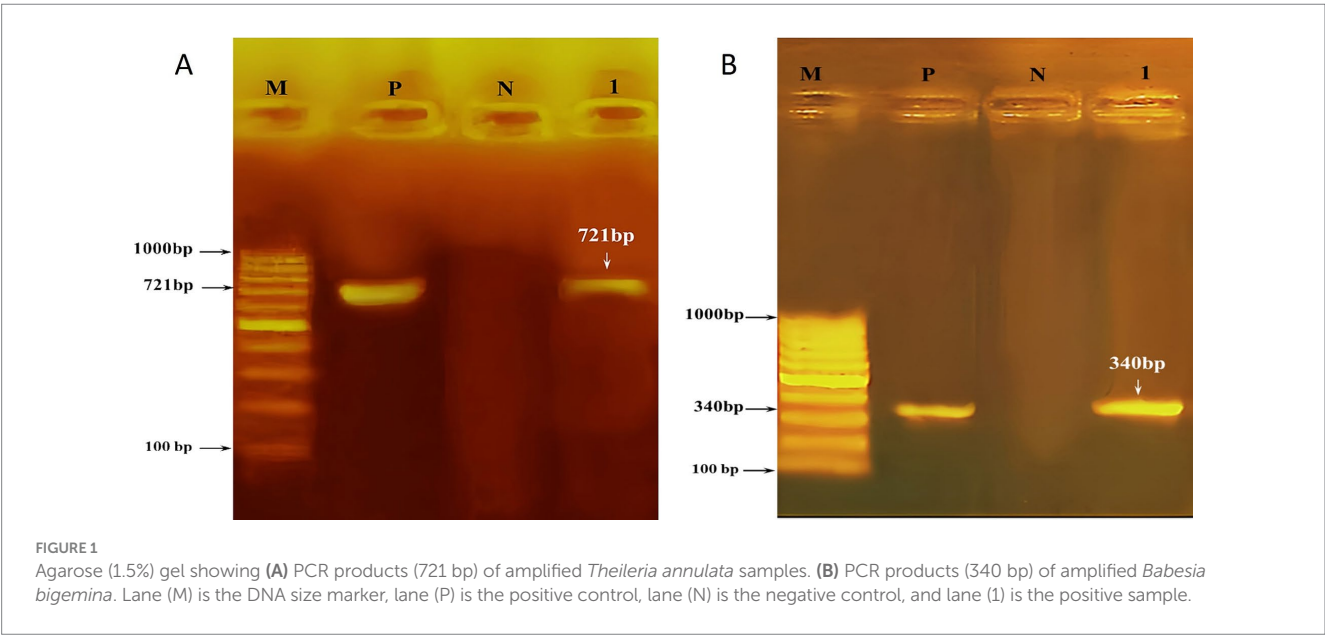 A
M P N 1
1000bp
721bp
721bp
100 bp
B
M P N 1
1000bp
340bp
340bp
100 bp
FIGURE 1
Agarose (1.5%) gel showing (A) PCR products (721 bp) of amplified Theileria annulata samples. (B) PCR products (340 bp) of amplified Babesia
bigemina. Lane (M) is the DNA size marker, lane (P) is the positive control, lane (N) is the negative control, and lane (1) is the positive sample.